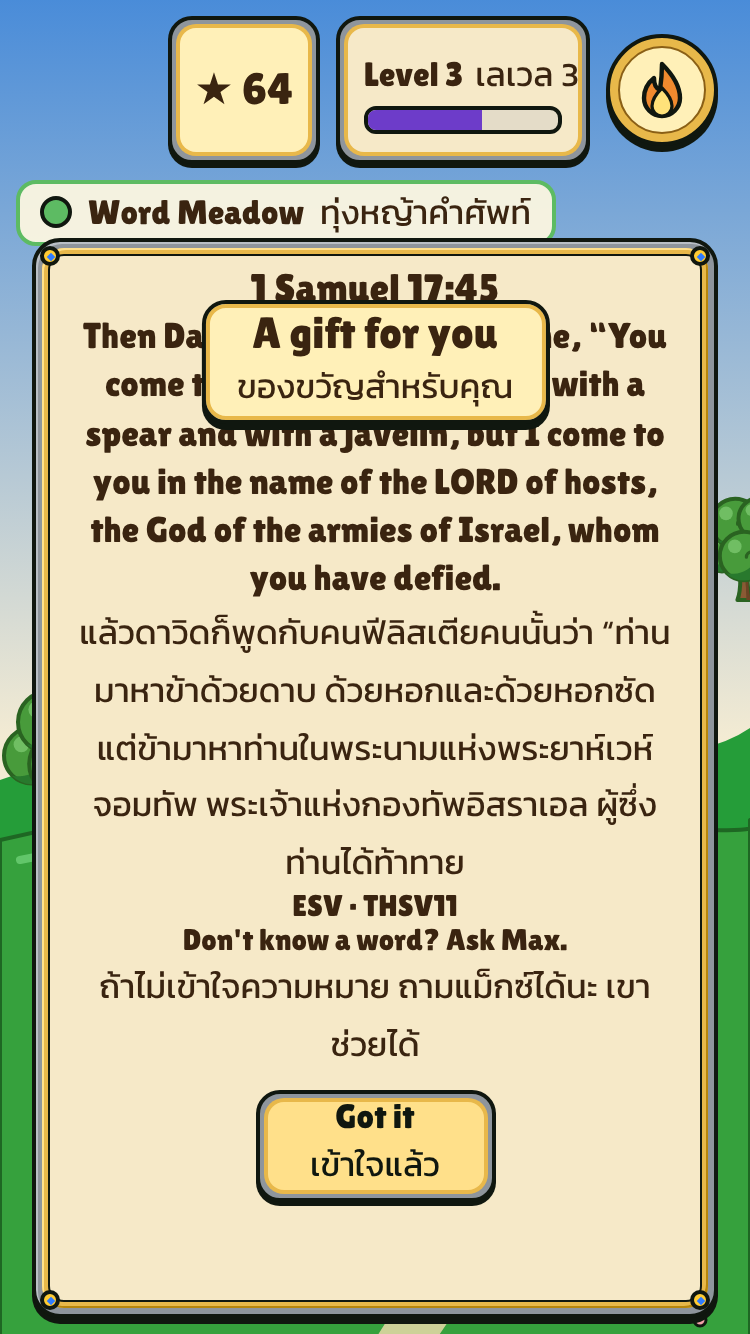 ★ 64
Level 3 เลเวล 3
Word Meadow ทุ่งหญ้าคำศัพท์
1 Samuel 17:45
A gift for you
ของขวัญสำหรับคุณ
Then Da e, “You
come with a
spear and with a javelin, but I come to
you in the name of the LORD of hosts,
the God of the armies of Israel, whom
you have defied.
แล้วดาวิดก็พูดกับคนฟีลิสเตียคนนั้นว่า “ท่าน
มาหาข้าด้วยดาบ ด้วยหอกและด้วยหอกซัด
แต่ข้ามาหาท่านในพระนามแห่งพระยาห์เวห์
จอมทัพ พระเจ้าแห่งกองทัพอิสราเอล ผู้ซึ่ง
ท่านได้ท้าทาย
ESV · THSV11
Don't know a word? Ask Max.
ถ้าไม่เข้าใจความหมาย ถามแม็กซ์ได้นะ เขา
ช่วยได้
Got it
เข้าใจแล้ว